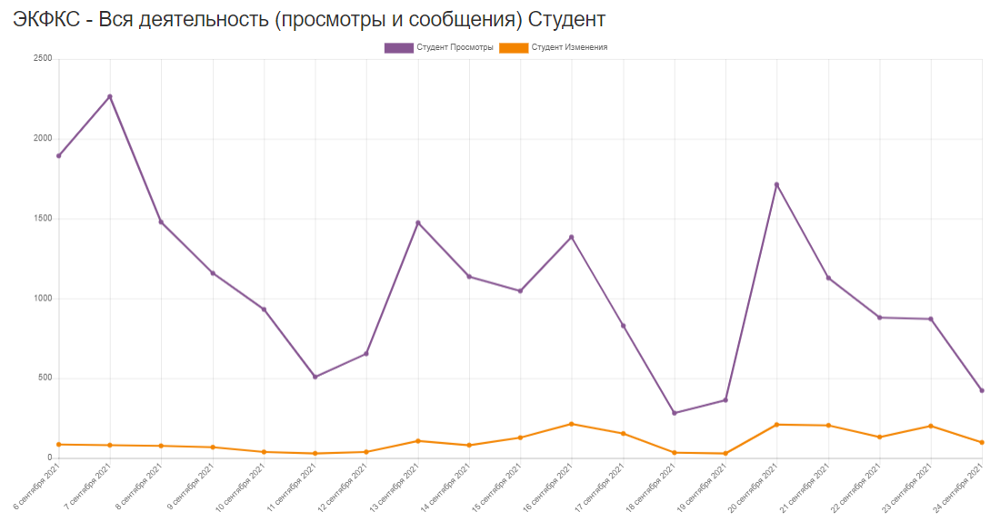 ЭКФКС - Вся деятельность (просмотры и сообщения) Студент
Студент Просмотры Студент Изменения
2500
2000
1500
1000
500
0
6 сентября 2021
7 сентября 2021
8 сентября 2021
9 сентября 2021
10 сентября 2021
11 сентября 2021
12 сентября 2021
13 сентября 2021
14 сентября 2021
15 сентября 2021
16 сентября 2021
17 сентября 2021
18 сентября 2021
19 сентября 2021
20 сентября 2021
21 сентября 2021
22 сентября 2021
23 сентября 2021
24 сентября 2021